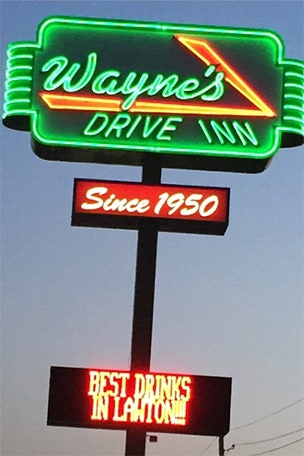 Wayne's
DRIVE INN
Since 1950
BEST DRINKS
IN LAWTON!!!